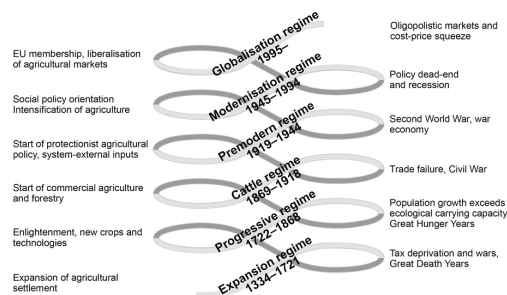 Globalisation regime
1995–
Oligopolistic markets and
cost-price squeeze
EU membership, liberalisation
of agricultural markets
Policy dead-end
and recession
Modernisation regime
1945–1994
Social policy orientation
Intensification of agriculture
Second World War, war
economy
Premodern regime
1919–1944
Start of protectionist agricultural
policy, system-external inputs
Trade failure, Civil War
Cattle regime
1869–1918
Start of commercial agriculture
and forestry
Population growth exceeds
ecological carrying capacity
Great Hunger Years
Progressive regime
1722–1868
Enlightenment, new crops and
technologies
Tax deprivation and wars,
Great Death Years
Expansion regime
1334–1721
Expansion of agricultural
settlement